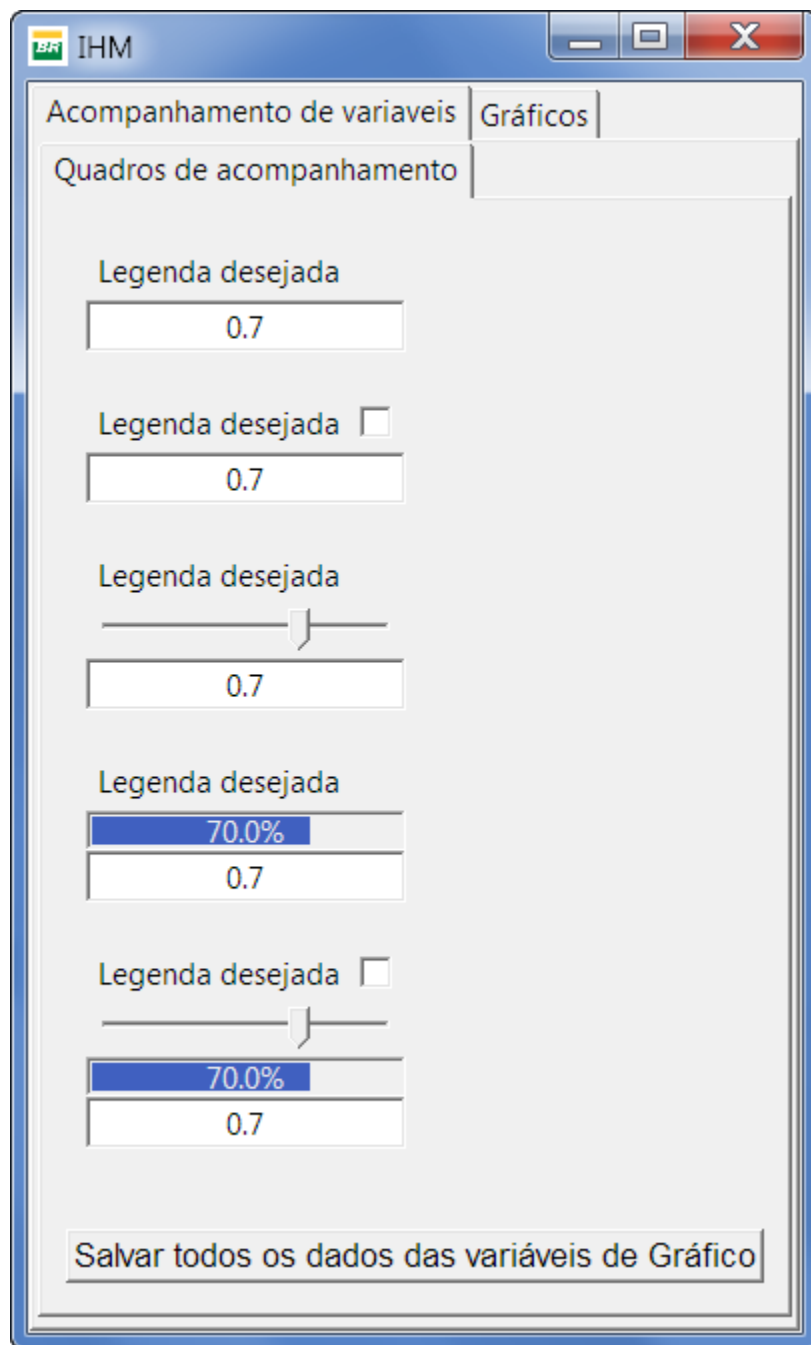 BR IHM
Acompanhamento de variaveis Gráficos
Quadros de acompanhamento
Legenda desejada
0.7
Legenda desejada
0.7
Legenda desejada
0.7
Legenda desejada
70.0%
0.7
Legenda desejada
70.0%
0.7
Salvar todos os dados das variáveis de Gráfico